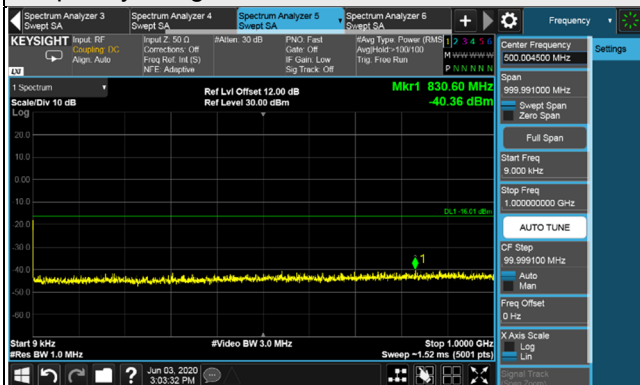 Spectrum Analyzer 3
Swept SA
Spectrum Analyzer 4
Swept SA
Spectrum Analyzer 5
Swept SA
Spectrum Analyzer 6
Swept SA
+
Frequency
KEYSIGHT
Input: RF
Coupling: DC
Align: Auto
Input Z: 50 Ω
Corrections: Off
Freq Ref: Int (S)
NFE: Adaptive
#Atten: 30 dB
PNO: Fast
Gate: Off
IF Gain: Low
Sig Track: Off
#Avg Type: Power (RMS
Avg|Hold:>100/100
Trig: Free Run
1 2 3 4 5 6
M W W W W W
P N N N N N
LXI
1 Spectrum
Scale/Div 10 dB
Log
Ref Lvl Offset 12.00 dB
Ref Level 30.00 dBm
Mkr1 830.60 MHz
-40.36 dBm
20.0
10.0
0.00
10.0
DL1 -16.01 dBm
20.0
30.0
1
40.0
-50.0
-60.0
Start 9 kHz
#Res BW 1.0 MHz
#Video BW 3.0 MHz
Stop 1.0000 GHz
Sweep ~1.52 ms (5001 pts)
?
Jun 03, 2020
3:03:32 PM
Center Frequency
500.004500 MHz
Span
999.991000 MHz
Swept Span
Zero Span
Full Span
Start Freq
9.000 kHz
Stop Freq
1.000000000 GHz
AUTO TUNE
CF Step
99.999100 MHz
Auto
Man
Freq Offset
0 Hz
X Axis Scale
Log
Lin
Signal Track
Settings